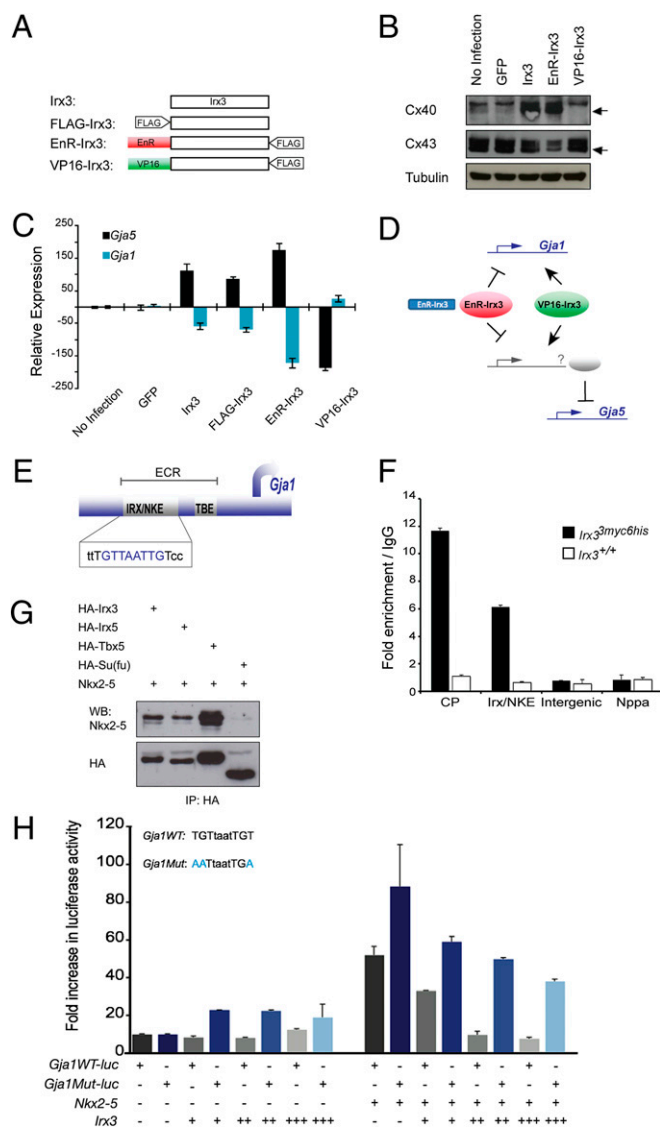 A
Irx3: Irx3
FLAG-Irx3: FLAG
EnR-Irx3: EnR FLAG
VP16-Irx3: VP16 FLAG
B
No Infection GFP Irx3 EnR-Irx3 VP16-Irx3
Cx40
Cx43
Tubulin
C
Gja5
Gja1
Relative Expression
250
150
50
-50
-150
-250
No Infection GFP Irx3 FLAG-Irx3 EnR-Irx3 VP16-Irx3
D
Gja1
EnR-Irx3 EnR-Irx3 VP16-Irx3
?
Gja5
E
ECR
Gja1
IRX/NKE TBE
ttTGTTAATTGTcc
F
Fold enrichment / IgG
14
12
10
8
6
4
2
0
Irx3 3myc6his
Irx3 +/+
CP Irx/NKE Intergenic Nppa
G
HA-Irx3 +
HA-Irx5 +
HA-Tbx5 +
HA-Su(fu) +
Nkx2-5 + + + +
WB:
Nkx2-5
HA
IP: HA
H
Fold increase in luciferase activity
120
100
80
60
40
20
0
Gja1WT: TGTtaatTGT
Gja1Mut: AATtaatTGA
Gja1WT-luc + - + - + - + - + - + - + - + -
Gja1Mut-luc - + - + - + - + - + - + - + - +
Nkx2-5 - - - - - - - - + + + + + + + +
Irx3 - - + + ++ ++ +++ +++ - - + + ++ ++ +++ +++